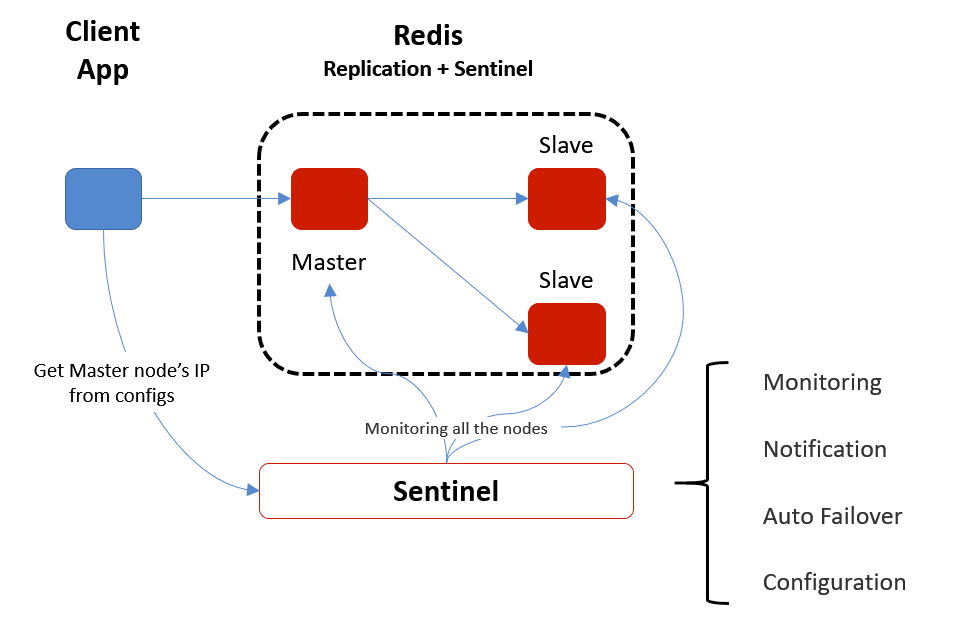 Client
App
Redis
Replication + Sentinel
Slave
Master
Slave
Get Master node’s IP
from configs
Monitoring all the nodes
Sentinel
Monitoring
Notification
Auto Failover
Configuration